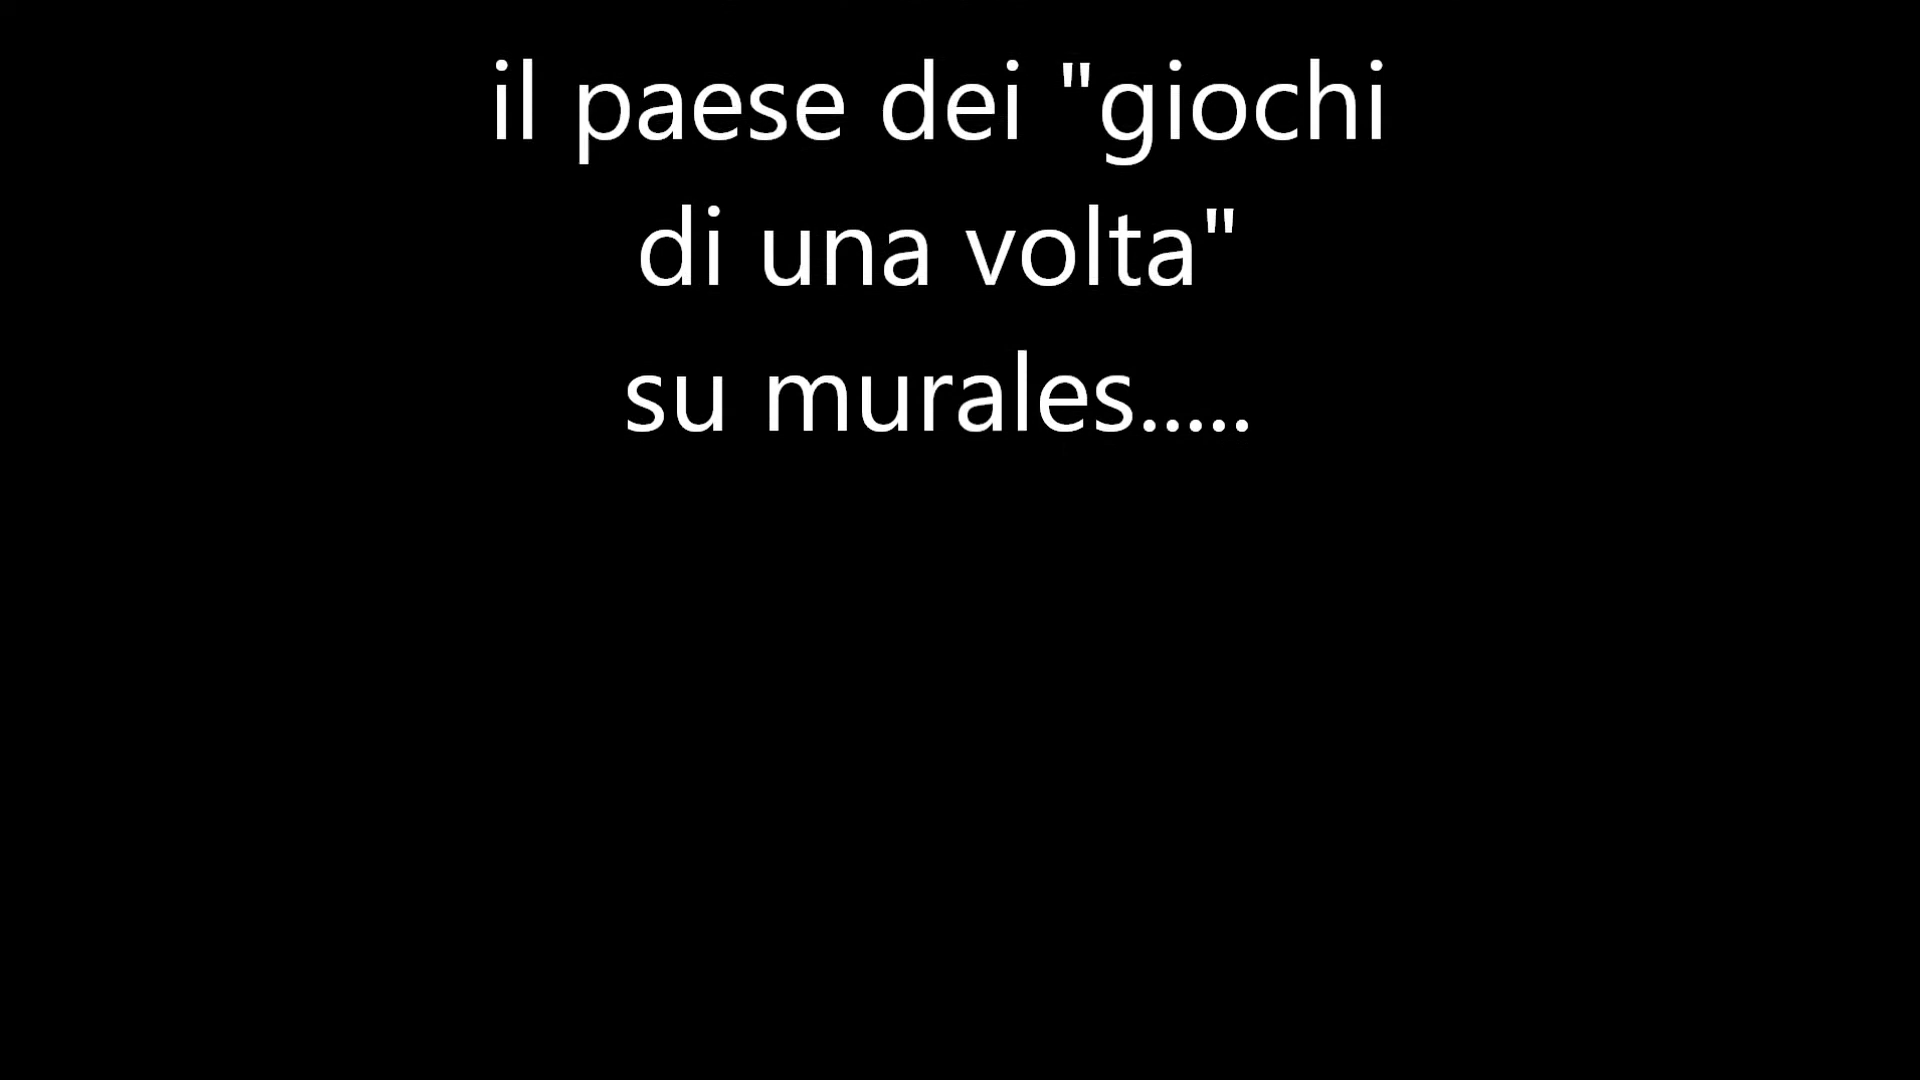 il paese dei "giochi
di una volta"
su murales.....